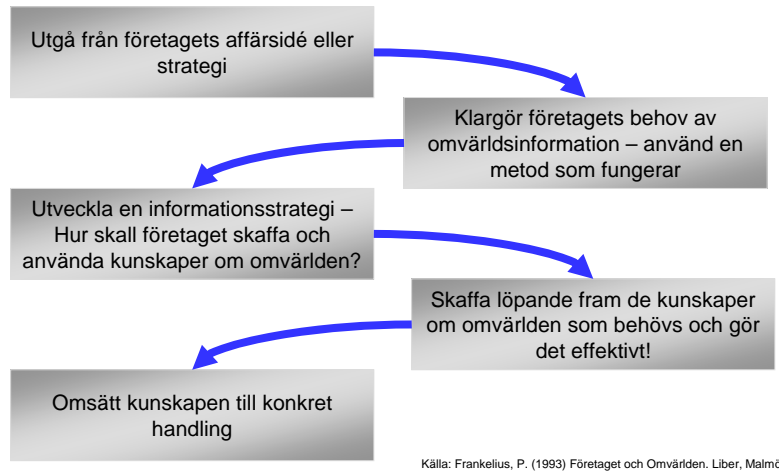 Utgå från företagets affärsidé eller
strategi
Klargör företagets behov av
omvärldsinformation – använd en
metod som fungerar
Utveckla en informationsstrategi –
Hur skall företaget skaffa och
använda kunskaper om omvärlden?
Skaffa löpande fram de kunskaper
om omvärlden som behövs och gör
det effektivt!
Omsätt kunskapen till konkret
handling
Källa: Frankelius, P. (1993) Företaget och Omvärlden. Liber, Malmö